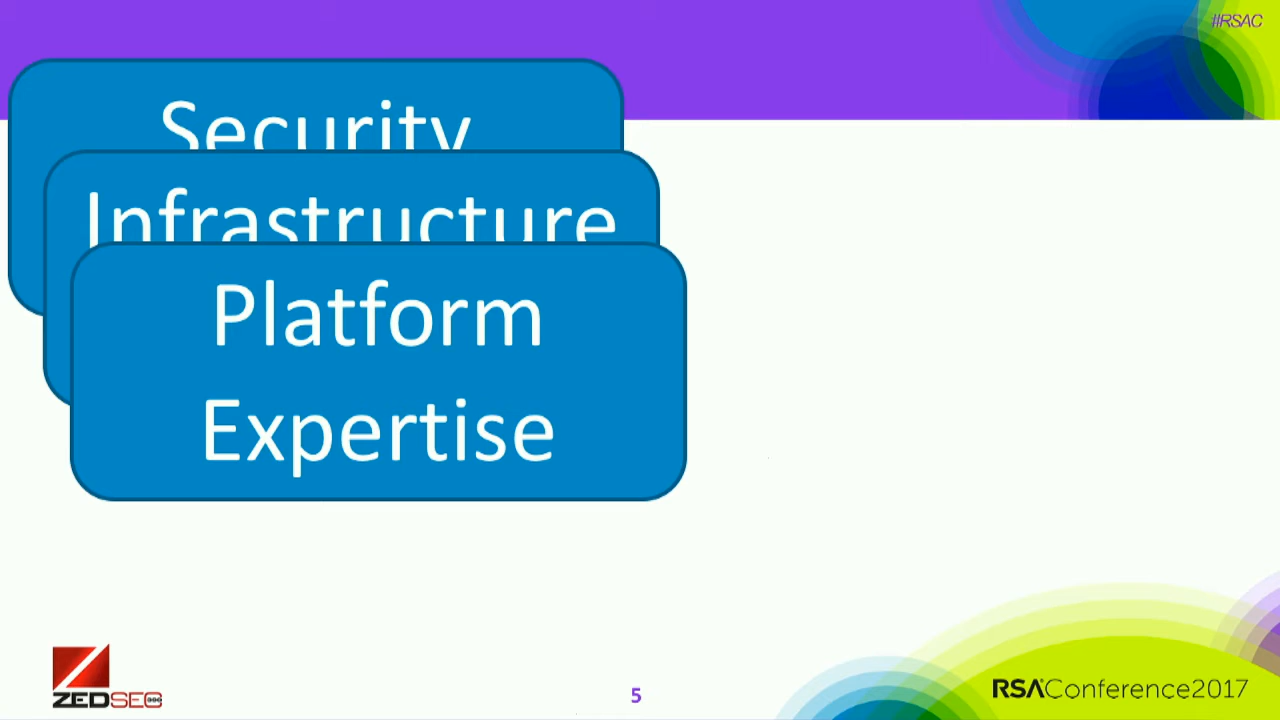 #RSAC
Security
Infrastructure
Platform
Expertise
ZEDSEC
5
RSAConference2017